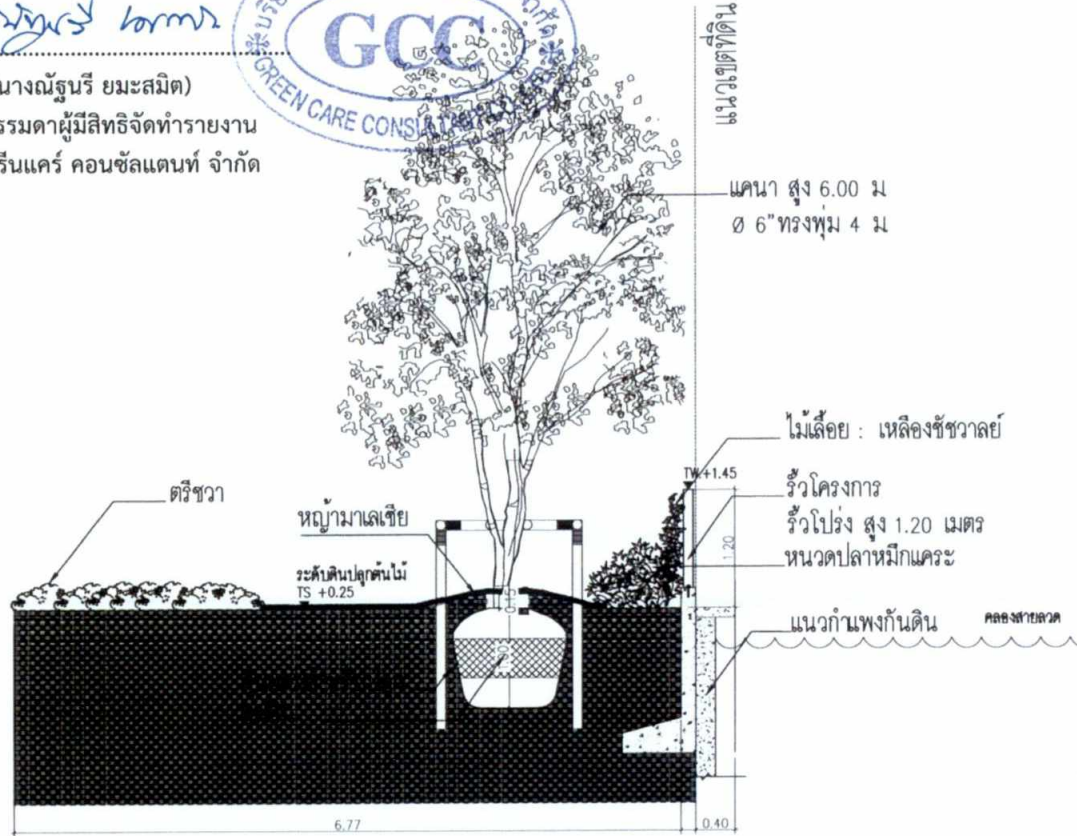 GCC
GREEN CARE CONSULTANT
(นางณัฐนรี ยมะสมิต)
ธรรมดาผู้มีสิทธิจัดทำรายงาน
กรีนแคร์ คอนซัลแตนท์ จำกัด
แนวเขตที่ดิน
แคนา สูง 6.00 ม
Ø 6"ทรงพุ่ม 4 ม
ไม้เลื้อย : เหลืองชัชวาลย์
TW+1.45
ตรีชวา
รั้วโครงการ
หญ้ามาเลเซีย
รั้วโปร่ง สูง 1.20 เมตร
1.20
หนวดปลาหมึกแคระ
ระดับดินปลูกต้นไม้
TS +0.25
แนวกำแพงกันดิน
คลองสายลวด
6.77
0.40